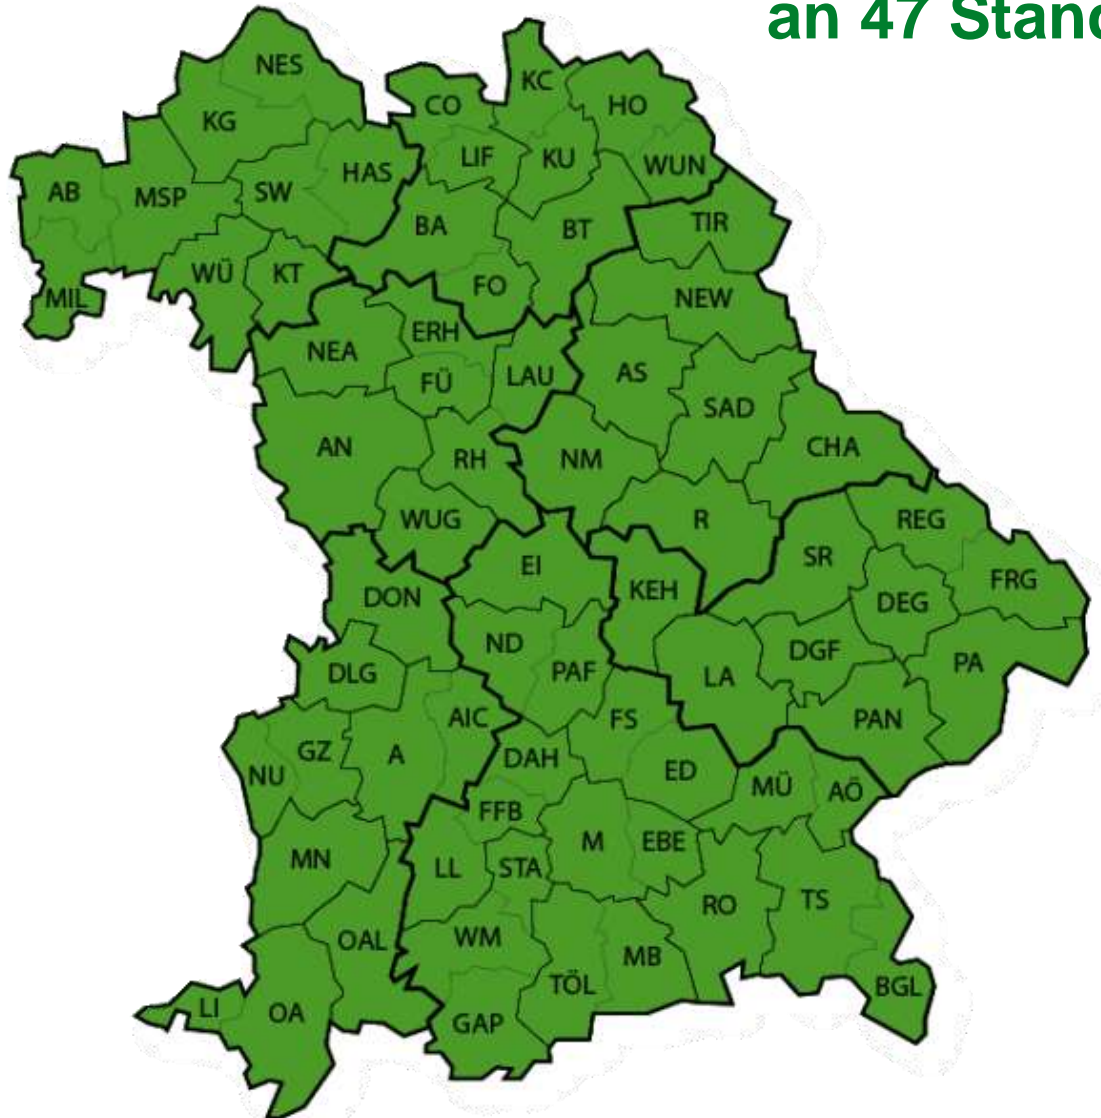 an 47 Stand
NES
KC
CO
HO
KG
LIF
KU
WUN
HAS
AB
MSP
SW
BA
BT
TIR
WÜ
KT
FO
MIL
NEW
ERH
NEA
FÜ
LAU
AS
SAD
AN
RH
NM
CHA
WUG
R
REG
SR
EI
FRG
KEH
DON
DEG
ND
DGF
PA
DLG
PAF
LA
AIC
FS
PAN
GZ
A
DAH
NU
ED
MÜ
AÖ
FFB
M
EBE
MN
LL
STA
RO
TS
OAL
WM
MB
TÖL
BGL
LI
OA
GAP